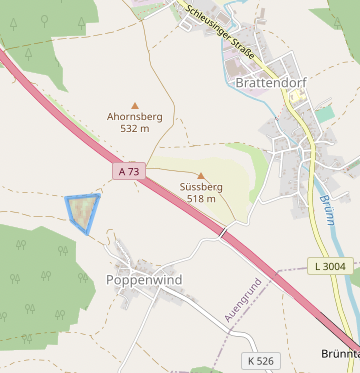 Schleusinger Straße
Brattendorf
Ahornsberg
532 m
A 73
Süssberg
518 m
Brünn
L 3004
Poppenwind
Auengrund
K 526
Brünnta